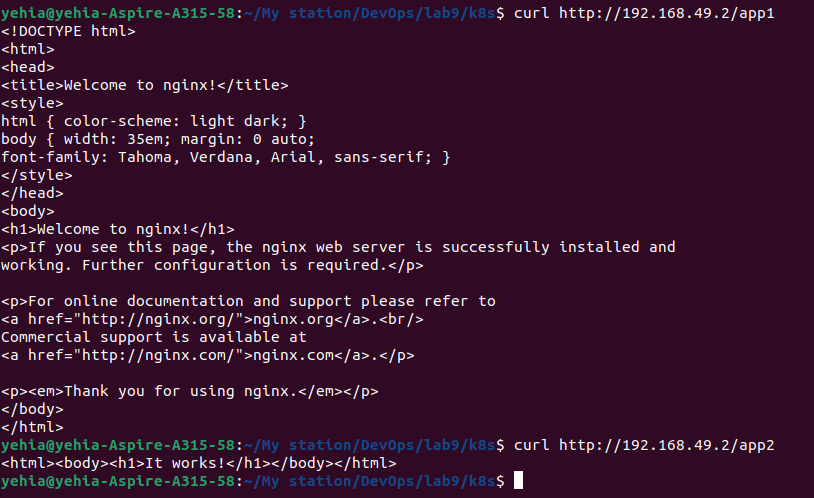 yehia@yehia-Aspire-A315-58:~/My station/DevOps/lab9/k8s$ curl http://192.168.49.2/app1
<!DOCTYPE html>
<html>
<head>
<title>Welcome to nginx!</title>
<style>
html { color-scheme: light dark; }
body { width: 35em; margin: 0 auto;
font-family: Tahoma, Verdana, Arial, sans-serif; }
</style>
</head>
<body>
<h1>Welcome to nginx!</h1>
<p>If you see this page, the nginx web server is successfully installed and
working. Further configuration is required.</p>

<p>For online documentation and support please refer to
<a href="http://nginx.org/">nginx.org</a>.<br/>
Commercial support is available at
<a href="http://nginx.com/">nginx.com</a>.</p>

<p><em>Thank you for using nginx.</em></p>
</body>
</html>
yehia@yehia-Aspire-A315-58:~/My station/DevOps/lab9/k8s$ curl http://192.168.49.2/app2
<html><body><h1>It works!</h1></body></html>
yehia@yehia-Aspire-A315-58:~/My station/DevOps/lab9/k8s$